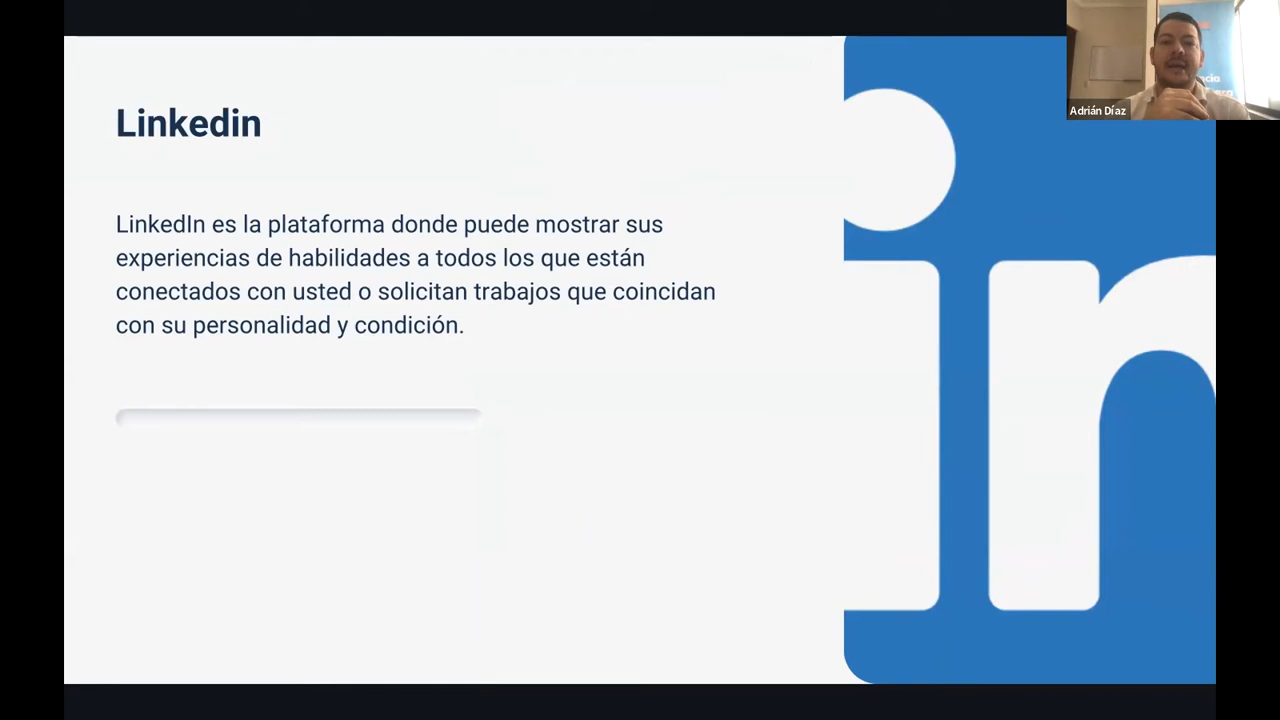 Linkedin
LinkedIn es la plataforma donde puede mostrar sus
experiencias de habilidades a todos los que están
conectados con usted o solicitan trabajos que coincidan
con su personalidad y condición.
in
Adrián Díaz